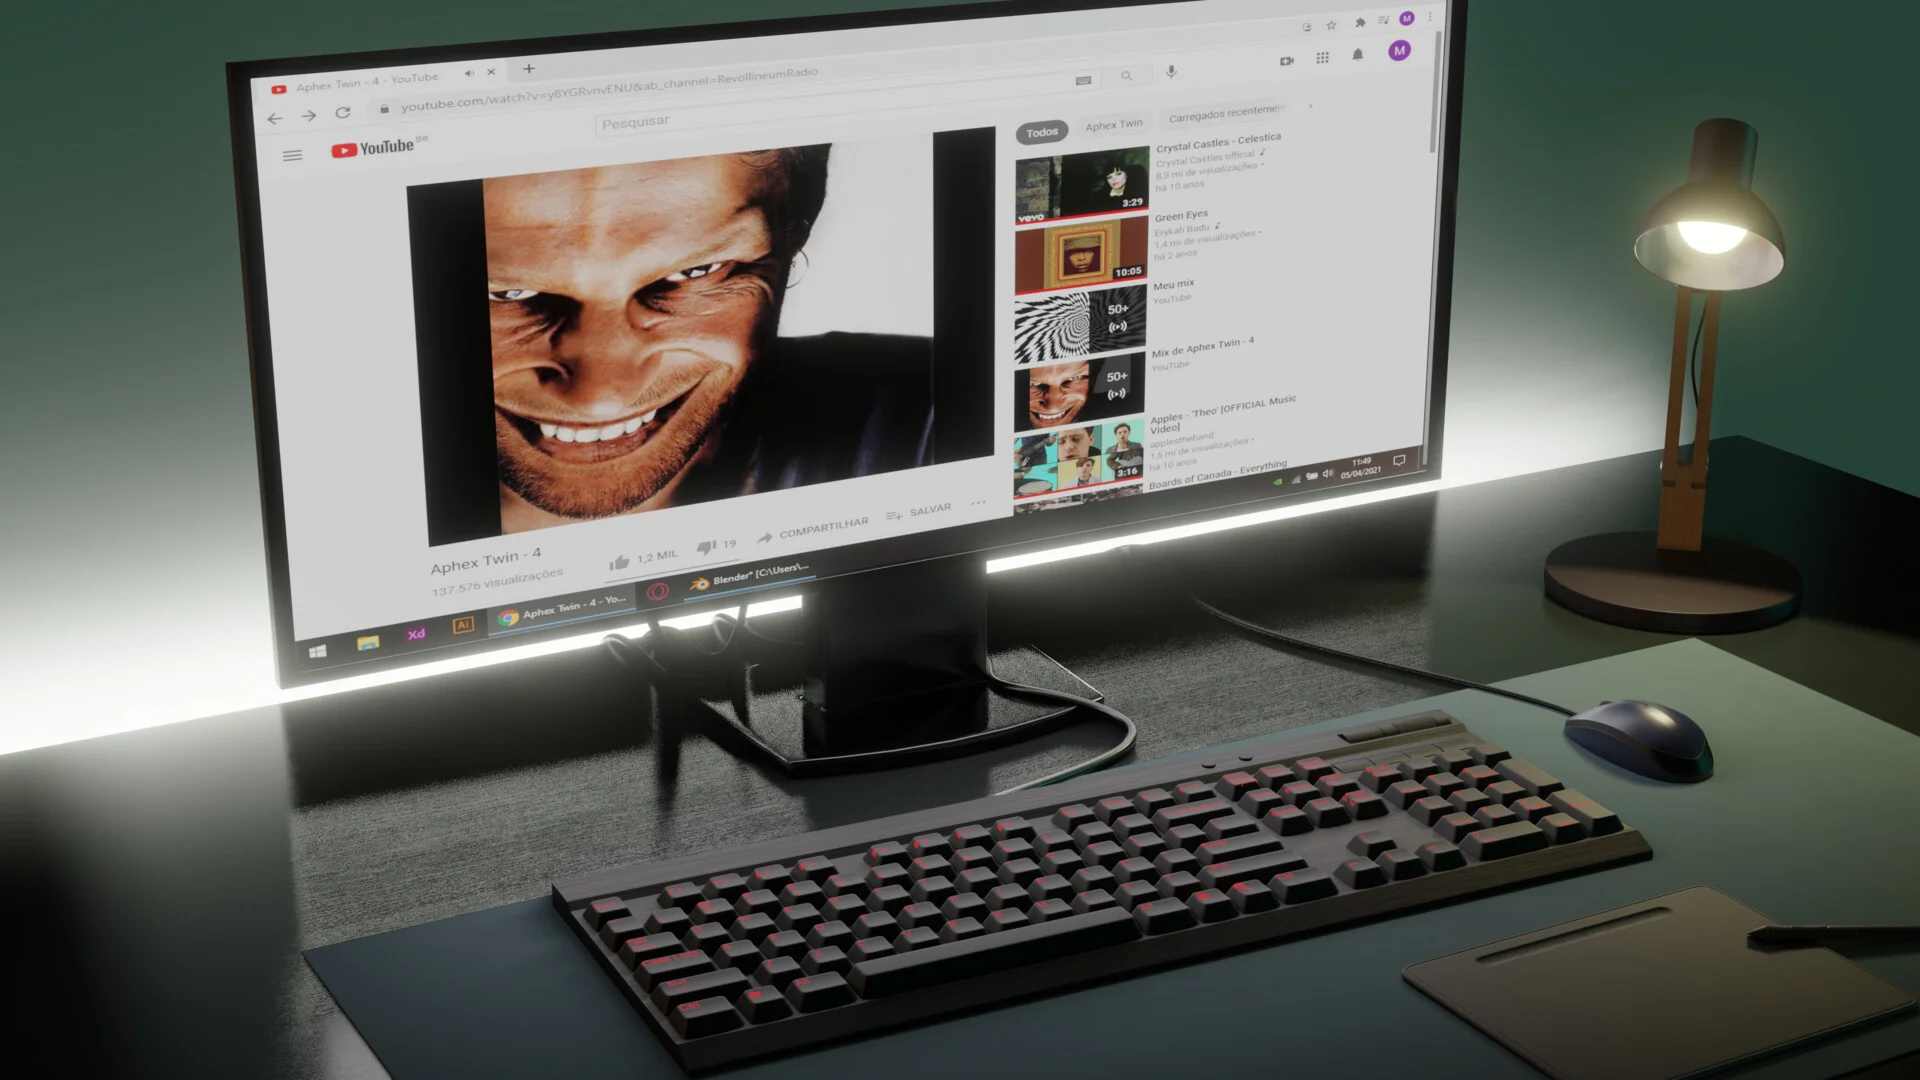 Aphex Twin - 4 - YouTube
youtube.com/watch?v=y8YGRvnvENU&ab_channel=RevollineumRadio
M
YouTube BR
Pesquisar
M
Todos
Aphex Twin
Carregados recentemen
vevo
3:29
Crystal Castles - Celestica
Crystal Castles official
8,3 mi de visualizações •
há 10 anos
10:05
Green Eyes
Erykah Badu
1,4 mi de visualizações •
há 2 anos
50+
Meu mix
YouTube
50+
Mix de Aphex Twin - 4
YouTube
3:16
Apples - 'Theo' [OFFICIAL Music
Video]
applestheband
1,5 mi de visualizações •
há 10 anos
Boards of Canada - Everything
Aphex Twin - 4
137.576 visualizações
1,2 MIL
19
COMPARTILHAR
SALVAR
Xd
Ai
Aphex Twin - 4 - Yo...
Blender* [C:\Users\...
11:49
05/04/2021